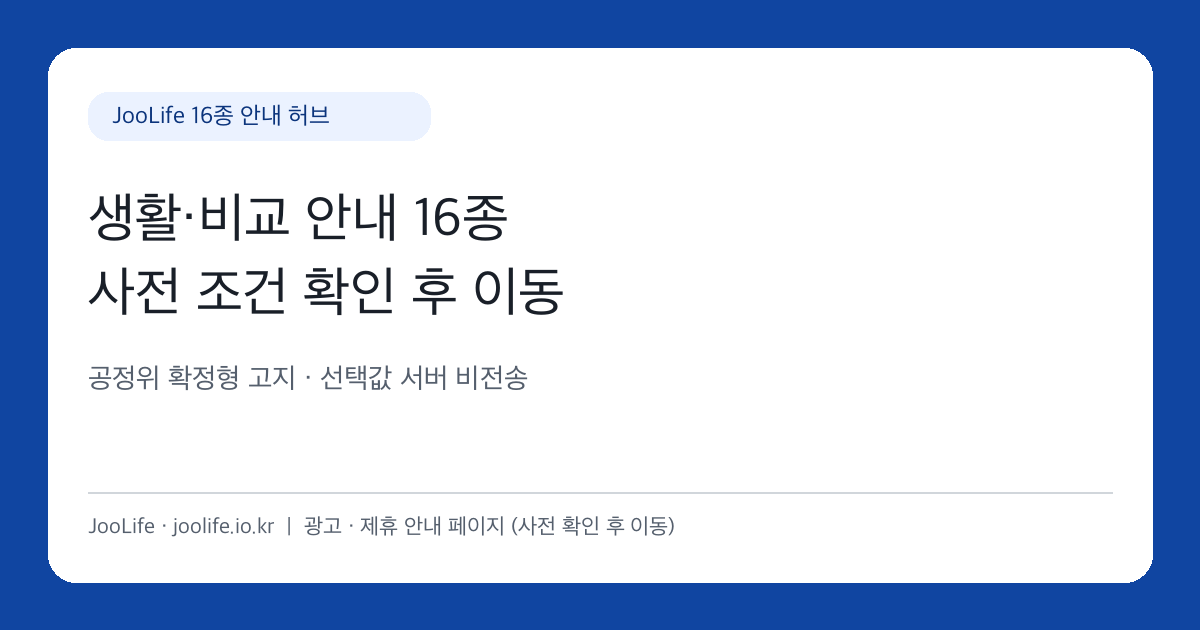 JooLife 16종 안내 허브
생활·비교 안내 16종
사전 조건 확인 후 이동
공정위 확정형 고지 · 선택값 서버 비전송
JooLife · joolife.io.kr | 광고 · 제휴 안내 페이지 (사전 확인 후 이동)